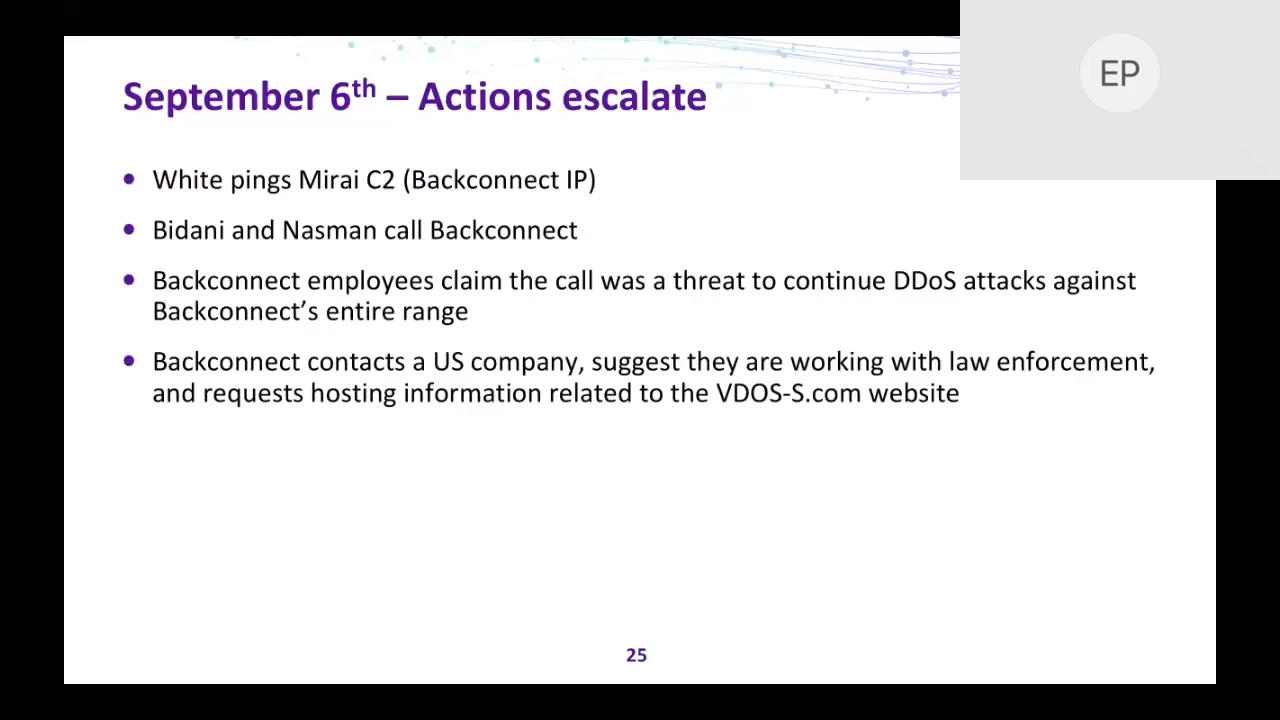 September 6th – Actions escalate
EP
• White pings Mirai C2 (Backconnect IP)
• Bidani and Nasman call Backconnect
• Backconnect employees claim the call was a threat to continue DDoS attacks against
Backconnect’s entire range
• Backconnect contacts a US company, suggest they are working with law enforcement,
and requests hosting information related to the VDOS-S.com website
25